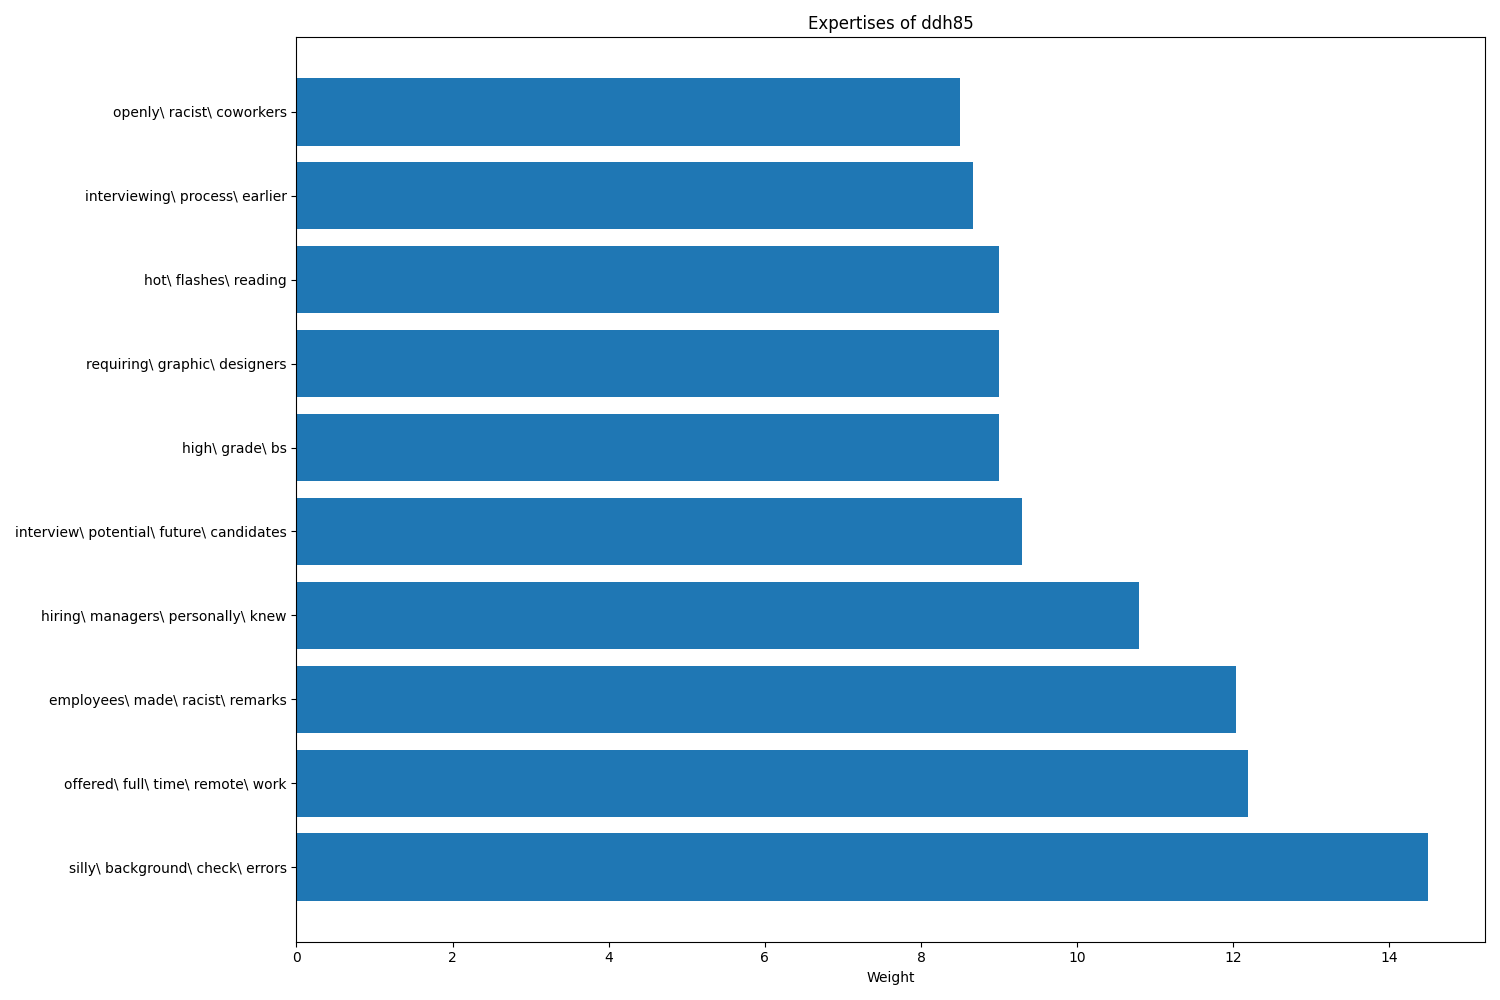 Expertises of ddh85
openly\ racist\ coworkers
interviewing\ process\ earlier
hot\ flashes\ reading
requiring\ graphic\ designers
high\ grade\ bs
interview\ potential\ future\ candidates
hiring\ managers\ personally\ knew
employees\ made\ racist\ remarks
offered\ full\ time\ remote\ work
silly\ background\ check\ errors
0 2 4 6 8 10 12 14
Weight